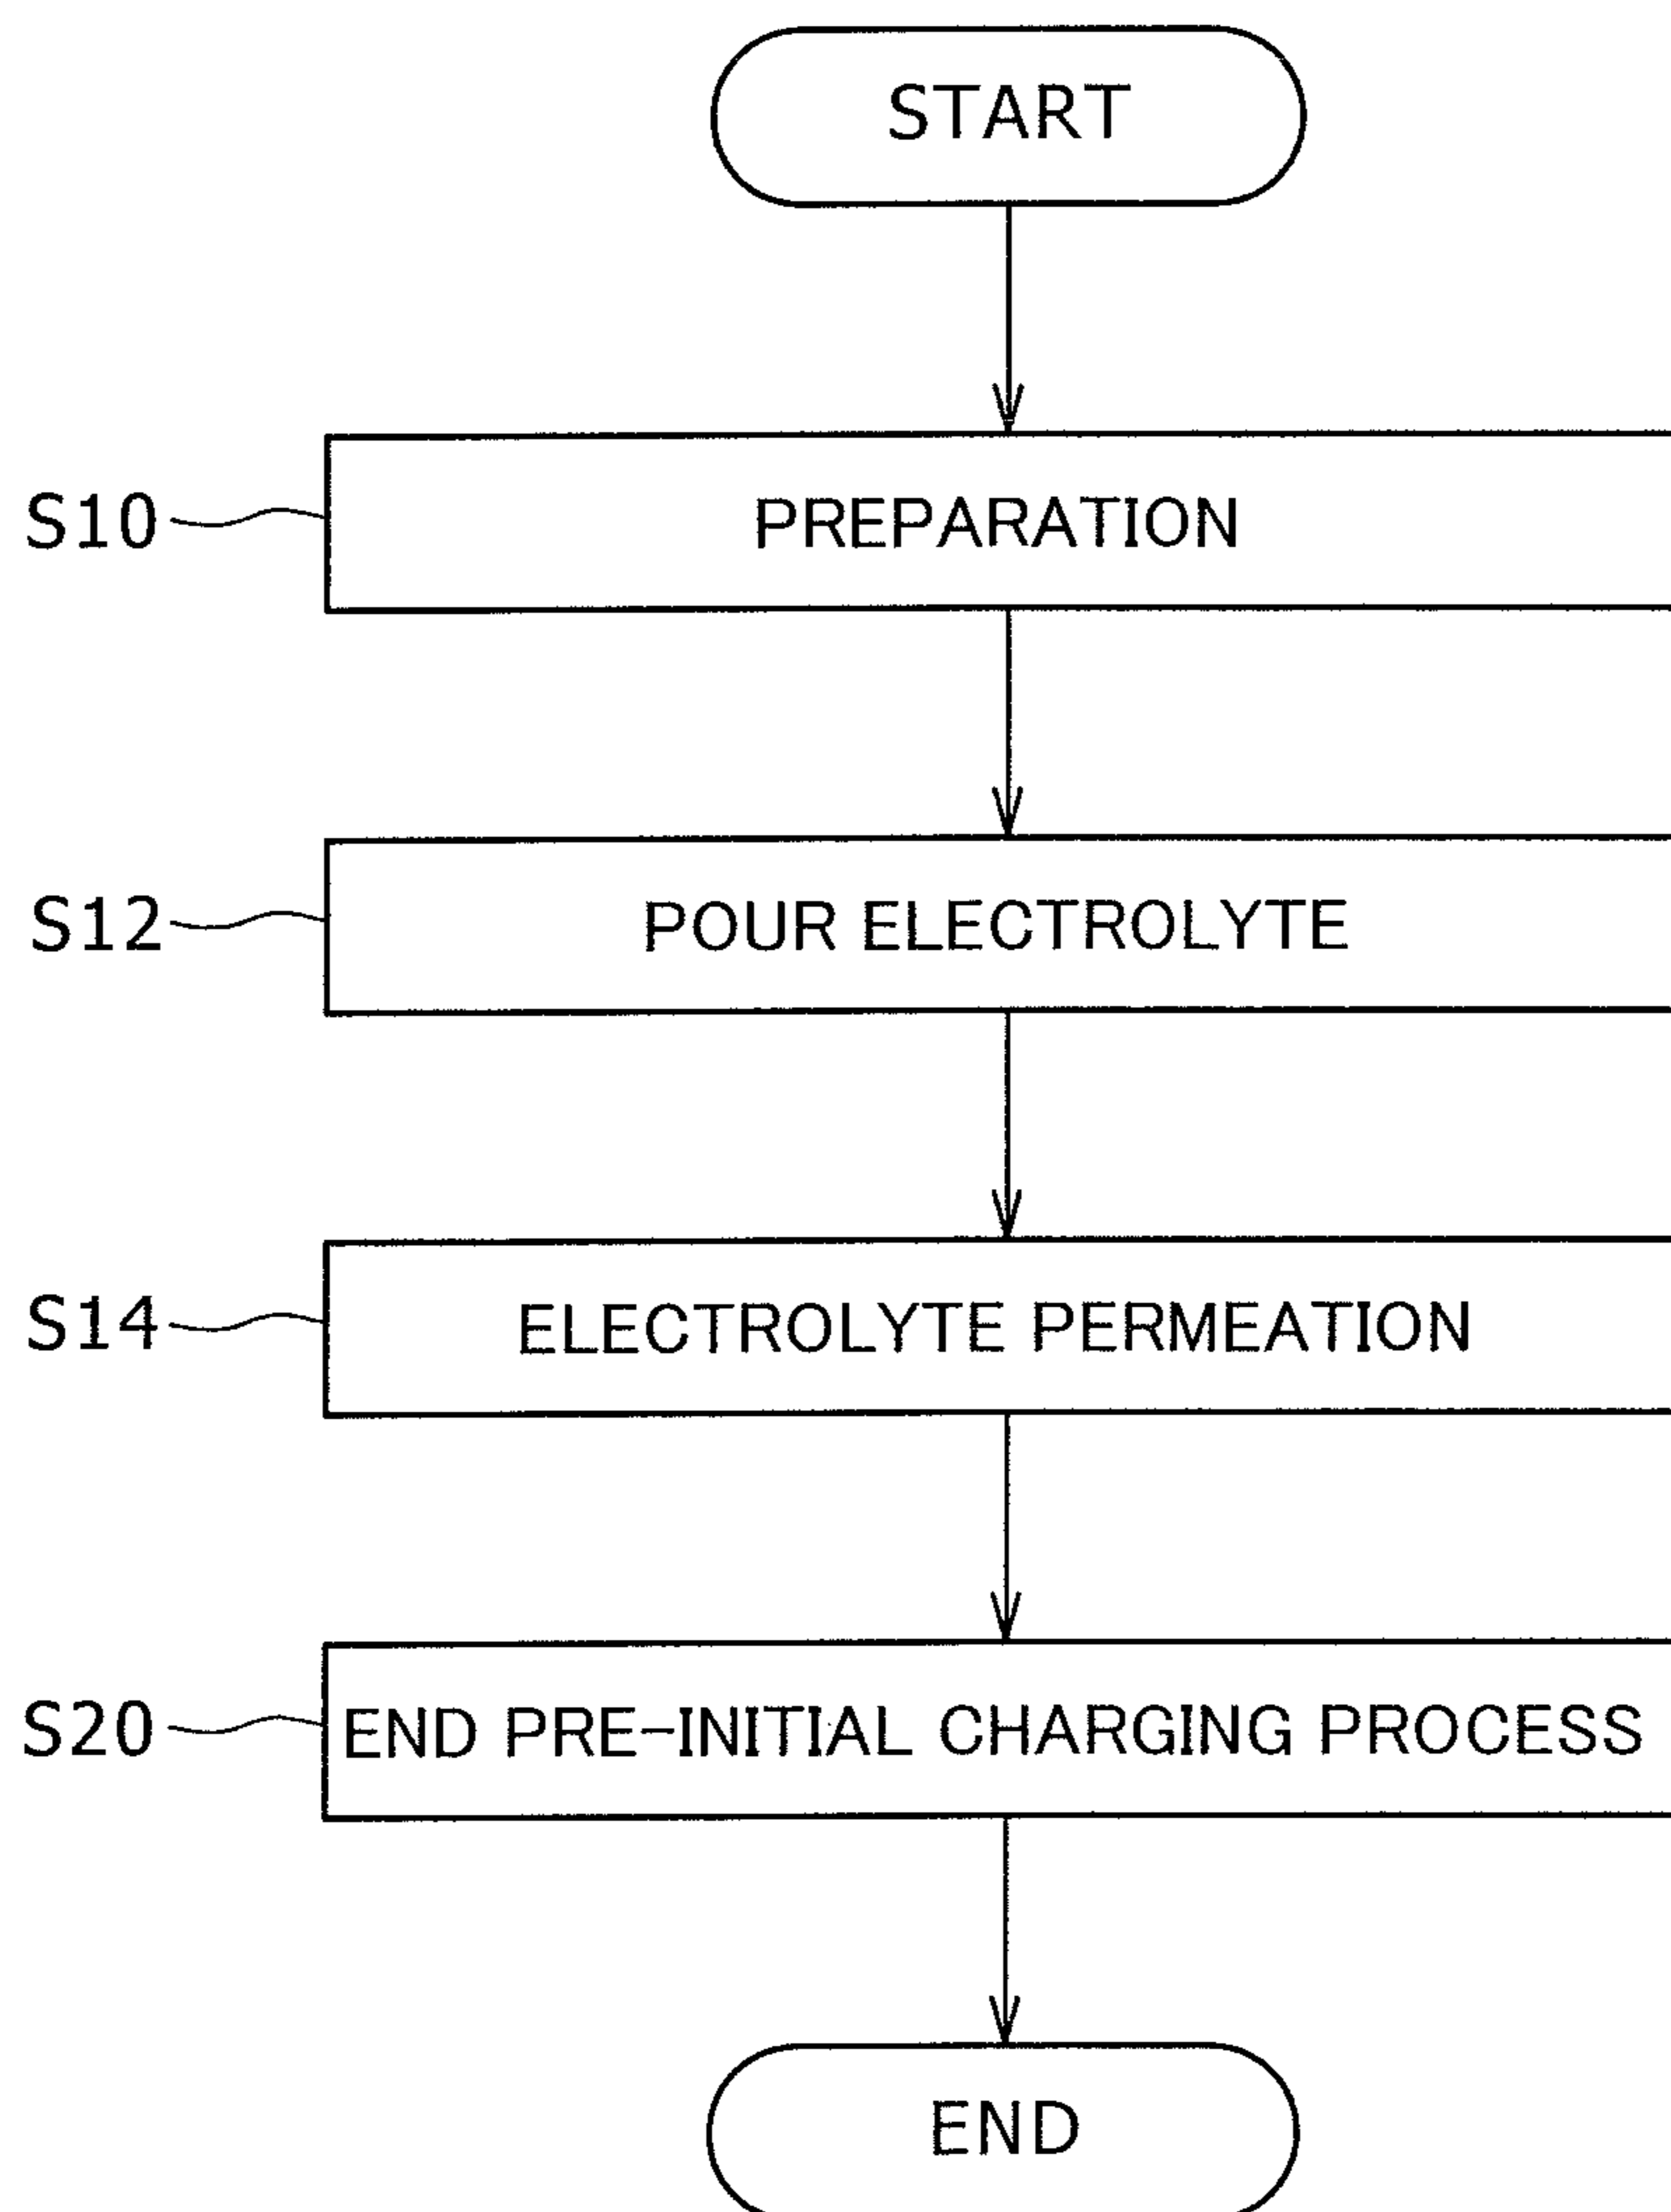 START
S10 PREPARATION
S12 POUR ELECTROLYTE
S14 ELECTROLYTE PERMEATION
S20 END PRE-INITIAL CHARGING PROCESS
END